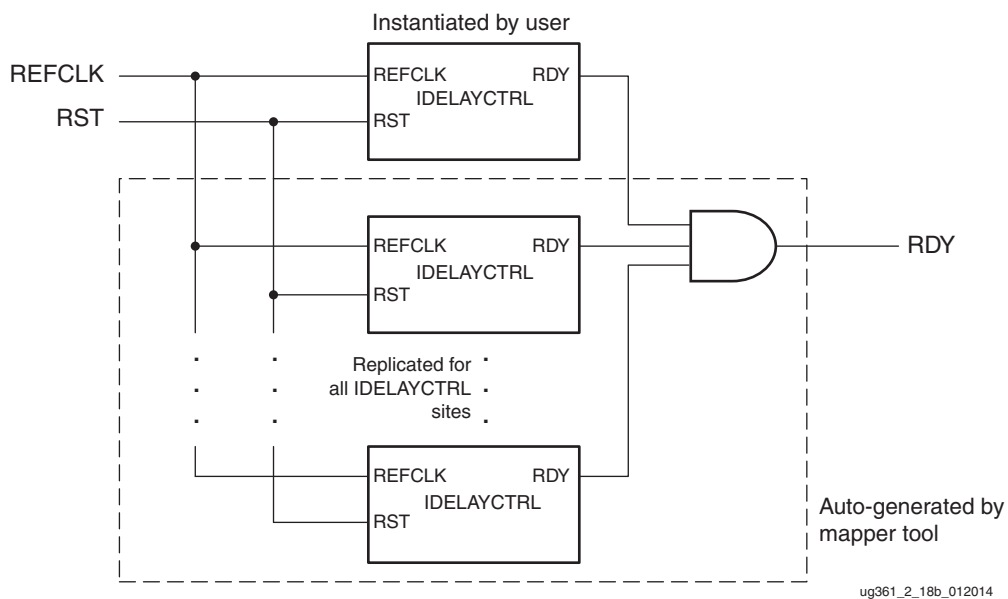 Instantiated by user
REFCLK
RST
REFCLK RDY
IDELAYCTRL
RST
REFCLK RDY
IDELAYCTRL
RST
RDY
Replicated for
all IDELAYCTRL
sites
REFCLK RDY
IDELAYCTRL
RST
Auto-generated by
mapper tool
ug361_2_18b_012014